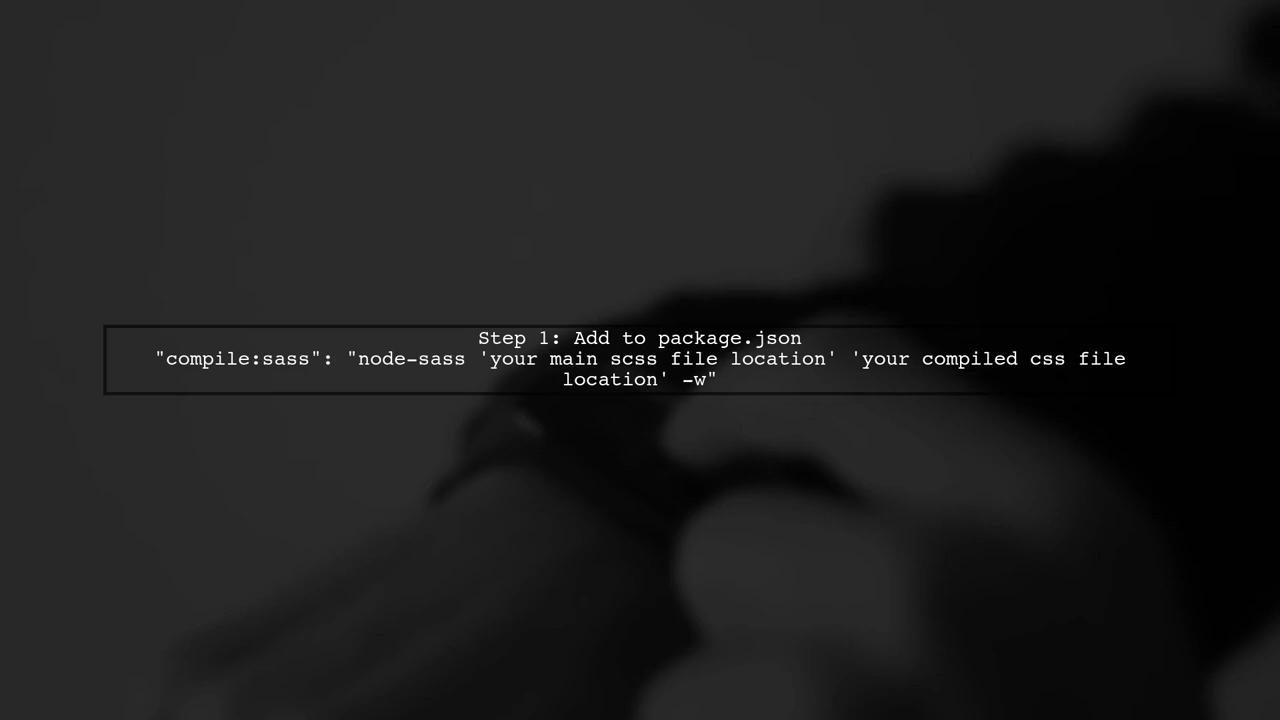 Step 1: Add to package.json
"compile:sass": "node-sass 'your main scss file location' 'your compiled css file
location' -w"